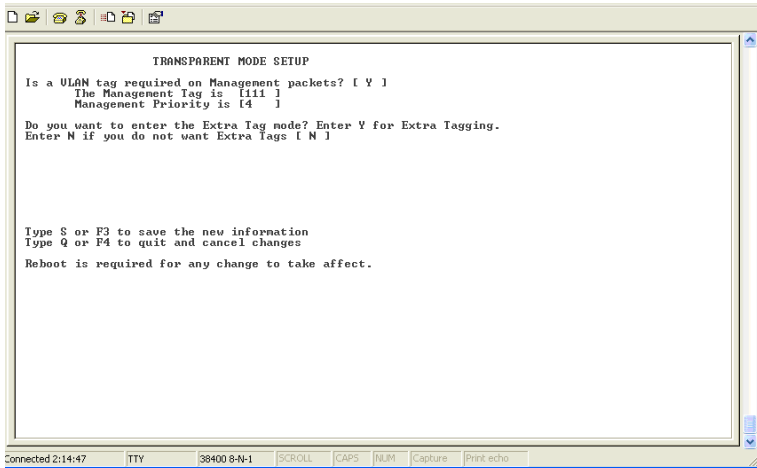 TRANSPARENT MODE SETUP
Is a VLAN tag required on Management packets? [ Y ]
The Management Tag is [111 ]
Management Priority is [4 ]
Do you want to enter the Extra Tag mode? Enter Y for Extra Tagging.
Enter N if you do not want Extra Tags [ N ]
Type S or F3 to save the new information
Type Q or F4 to quit and cancel changes
Reboot is required for any change to take affect.
Connected 2:14:47 TTY 38400 8-N-1 SCROLL CAPS NUM Capture Print echo